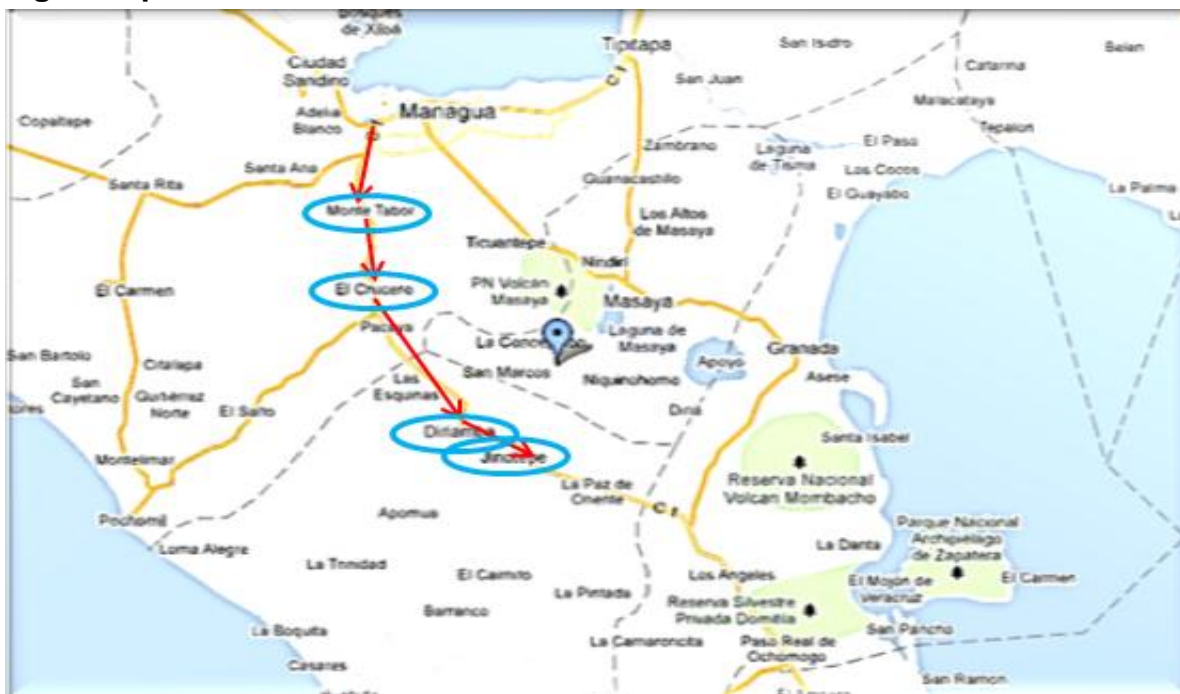 de Xiloá
Tipitapa
San Isidro
Belen
Ciudad
Sandino
Catarina
San Juan
Malacataya
Adelia
Blanco
Managua
Copaltepe
Tepalon
El Paso
Zambrano
Laguna
de Tisma
Santa Ana
Los Cocos
Santa Rita
Guanacastillo
El Guayabo
La Palma
Monte Tabor
Los Altos
de Masaya
Ticuantepe
Nindiri
El Carmen
El Crucero
PN Volcán
Masaya
Masaya
Pacaya
La Concepcion
Laguna de
Masaya
Granada
San Bartolo
Citalapa
Apoyo
San
Cayetano
Gutiérrez
Norte
Las
Esquinas
San Marcos
Niquinohomo
Asese
El Salto
Diriá
Diriamba
Santa Isabel
Montelimar
Jinotepe
Reserva Nacional
Volcan Mombacho
La Paz de
Oriente
Pochomil
Apomua
Parque Nacional
Archipiélago
de Zapatera
Loma Alegre
La Danta
La Trinidad
El Caimito
Los Angeles
El Mojón de
Veracruz
El Carmen
La Pintada
Reserva Silvestre
Privada Domitila
Barranco
La Boquita
San Pancho
La Camaroncita
Paso Real de
Ochomogo
Casares
San Ramon